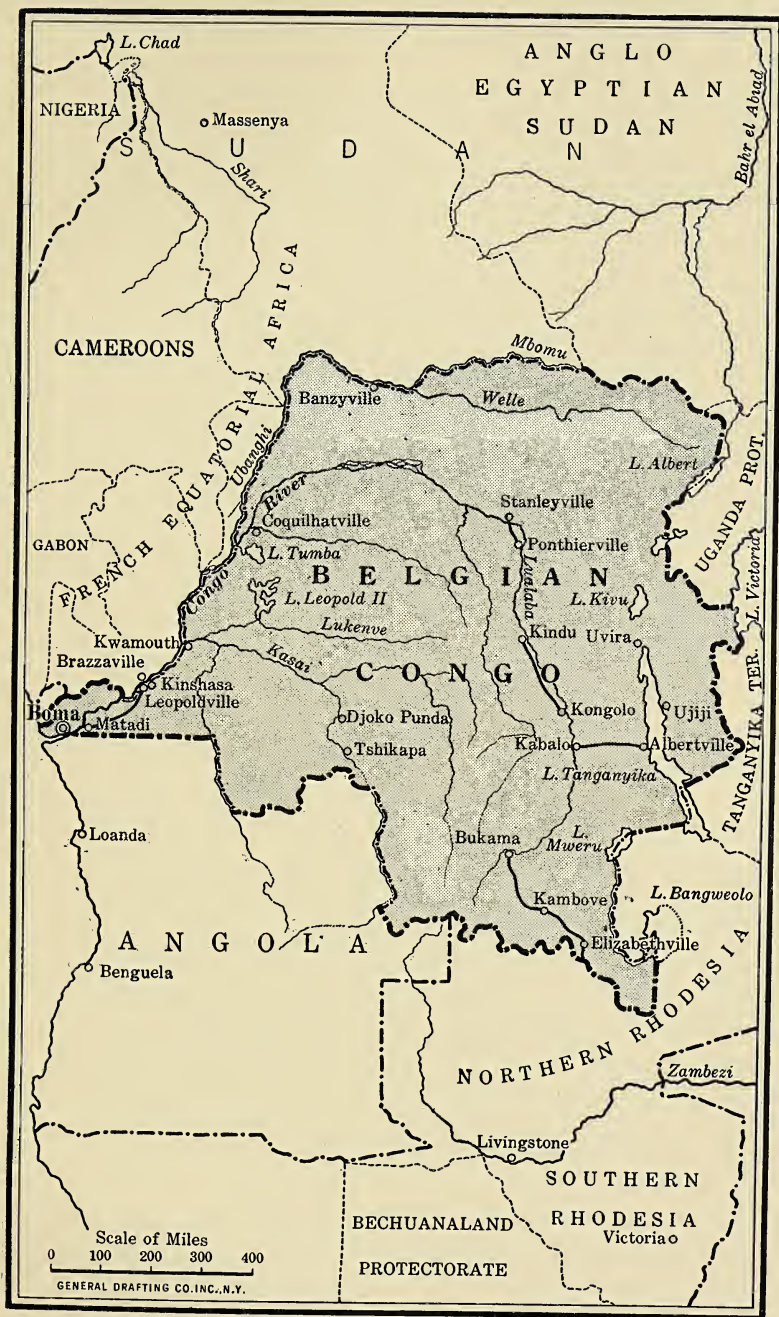 L. Chad
ANGLO
EGYPTIAN
SUDAN
NIGERIA
Massenya
Bahr el Abiad
SUDAN
Shari
CAMEROONS
FRENCH EQUATORIAL AFRICA
Mbomu
Banzyville
Welle
Ubanghi
L. Albert
UGANDA PROT.
River
Stanleyville
Coquilhatville
GABON
Ponthierville
L. Tumba
BELGIAN
Congo
Lualaba
L. Victoria
L. Leopold II
L. Kivu
Lukenve
Kwamouth
Kindu
Uvira
Kasai
Brazzaville
CONGO
Kinshasa
Leopoldville
Boma
Matadi
Djoko Punda
Kongolo
Ujiji
TANGANYIKA TER.
Tshikapa
Kabalo
Albertville
L. Tanganyika
Loanda
Bukama
L.
Mweru
L. Bangweolo
Kambove
ANGOLA
Elizabethville
Benguela
NORTHERN RHODESIA
Zambezi
Livingstone
SOUTHERN
RHODESIA
Victoria
BECHUANALAND
PROTECTORATE
Scale of Miles
0 100 200 300 400
GENERAL DRAFTING CO.INC.,N.Y.